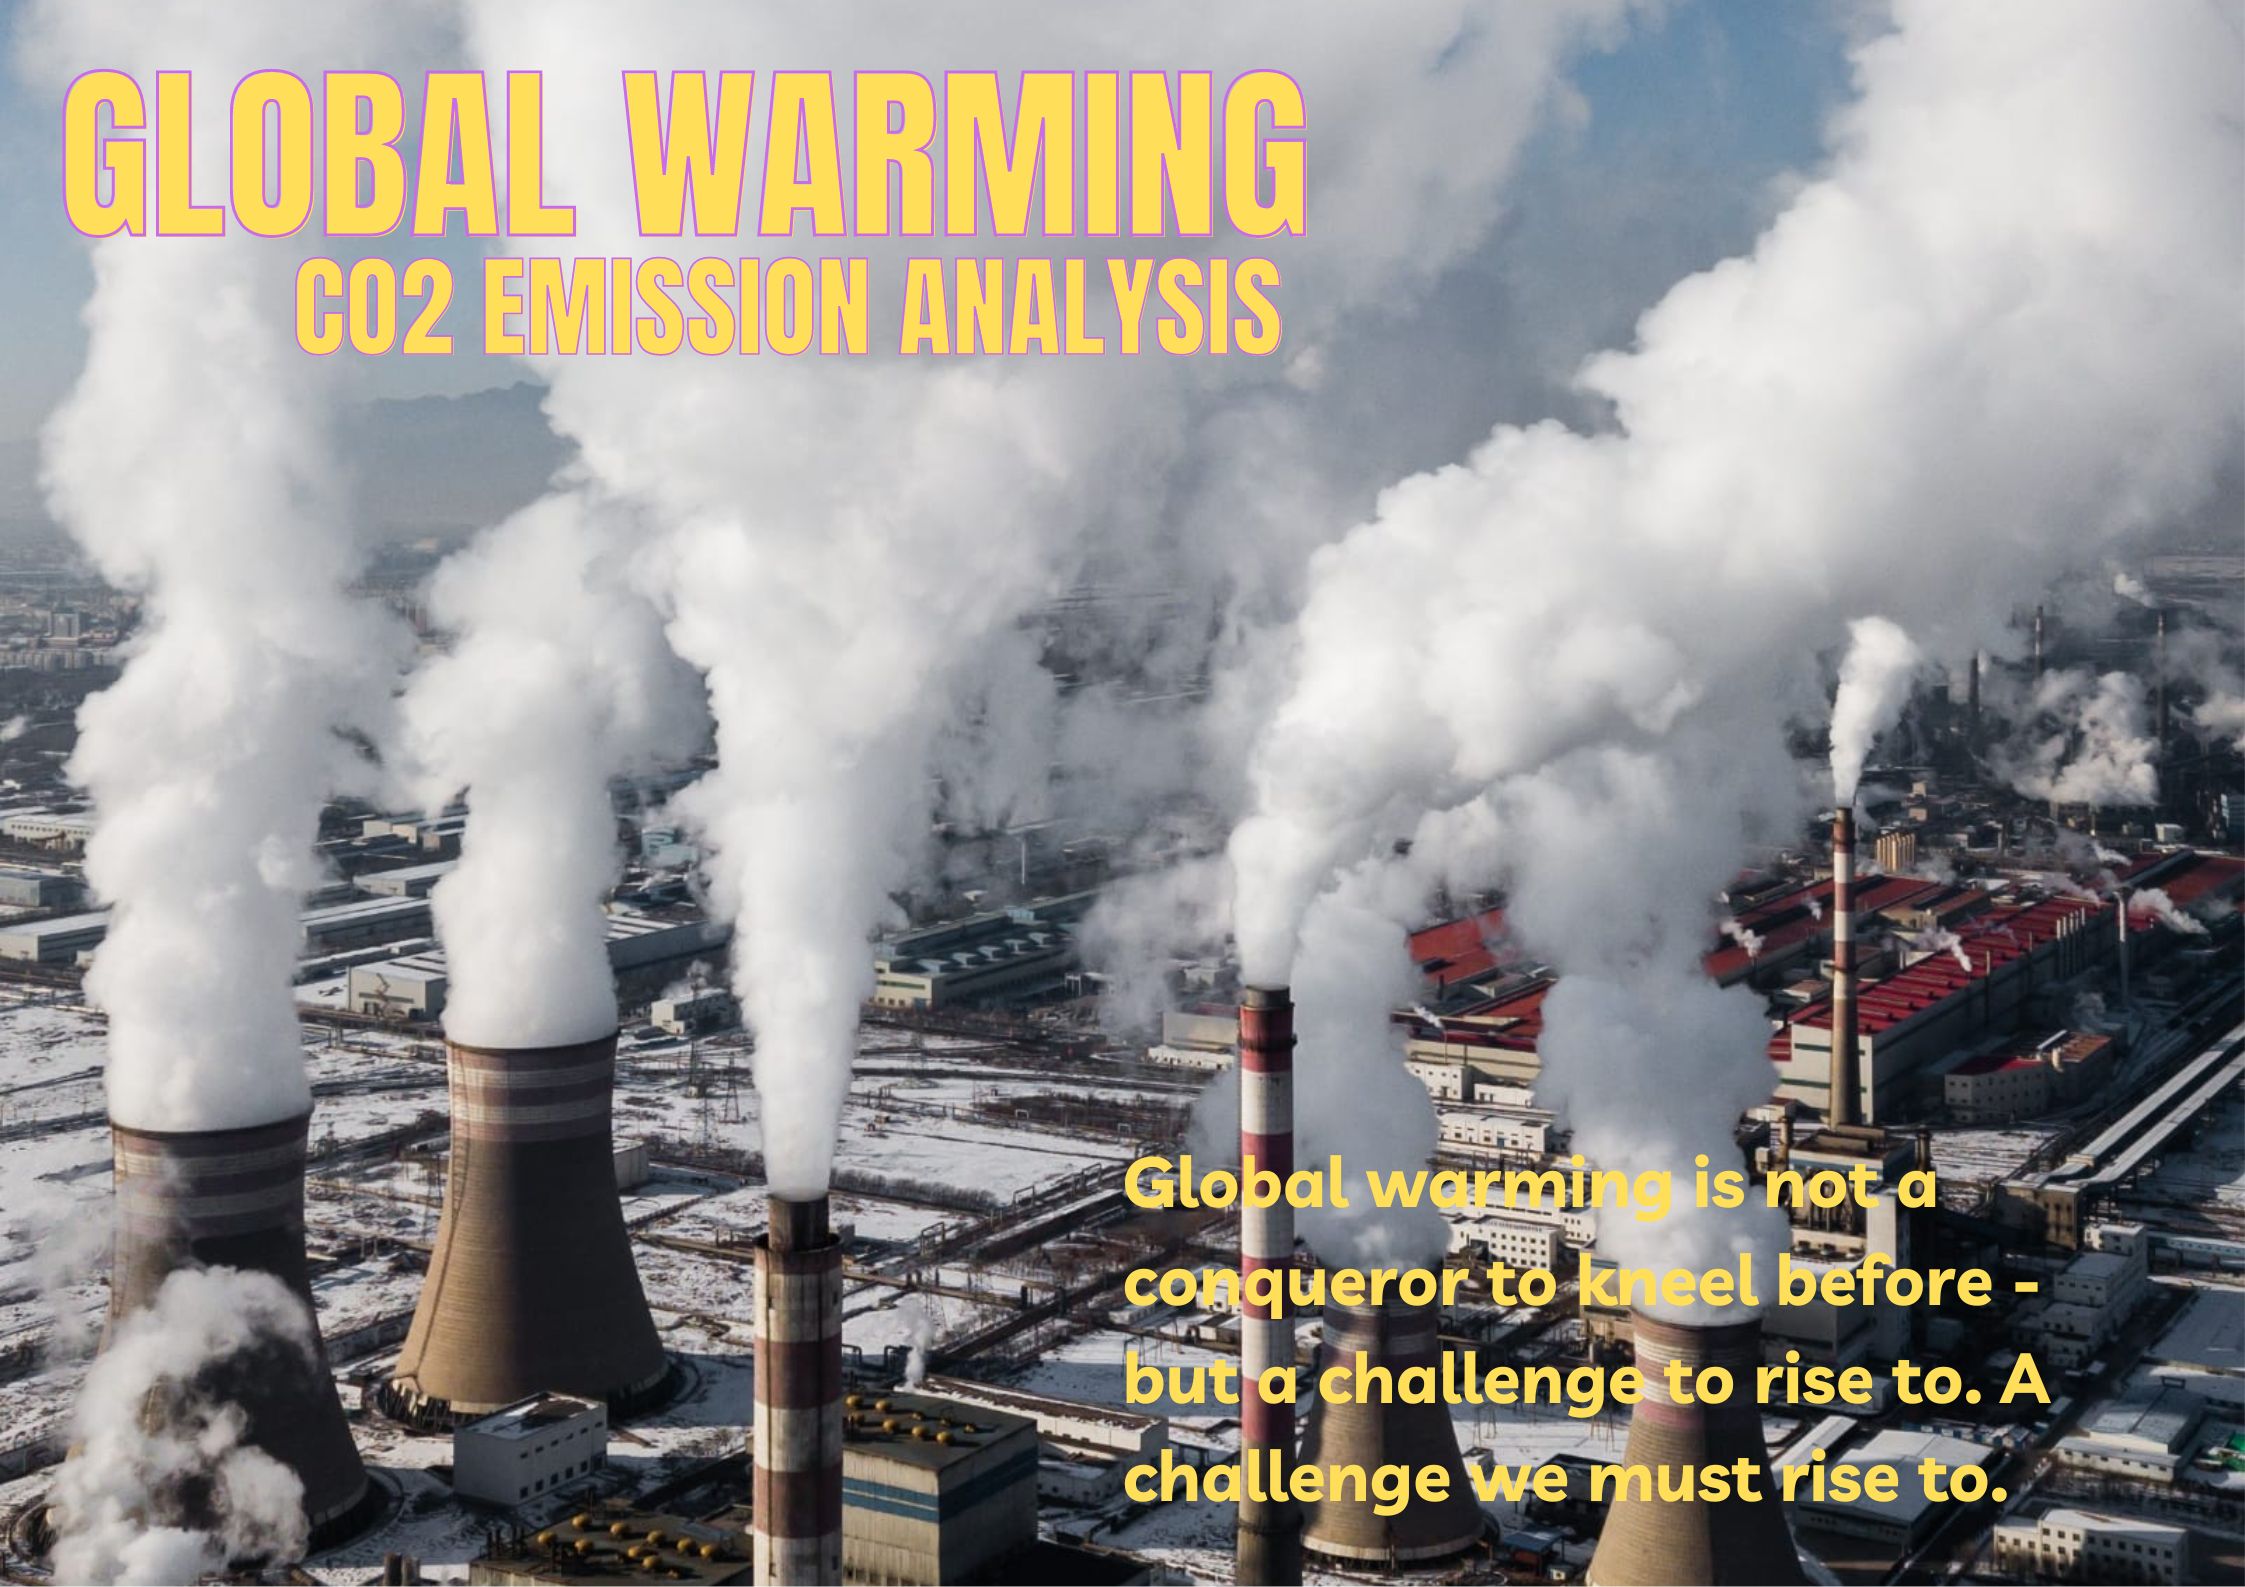 GLOBAL WARMING
CO2 EMISSION ANALYSIS
Global warming is not a
conqueror to kneel before -
but a challenge to rise to. A
challenge we must rise to.